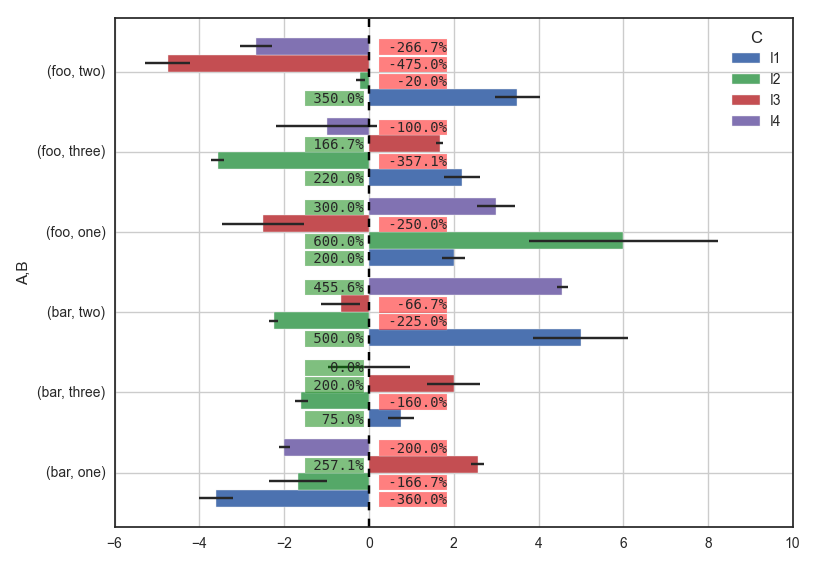 C
l1
l2
l3
l4
A,B
(foo, two)
-266.7%
-475.0%
-20.0%
350.0%
(foo, three)
-100.0%
166.7%
-357.1%
220.0%
(foo, one)
300.0%
-250.0%
600.0%
200.0%
(bar, two)
455.6%
-66.7%
-225.0%
500.0%
(bar, three)
0.0%
200.0%
-160.0%
75.0%
(bar, one)
-200.0%
257.1%
-166.7%
-360.0%
-6 -4 -2 0 2 4 6 8 10